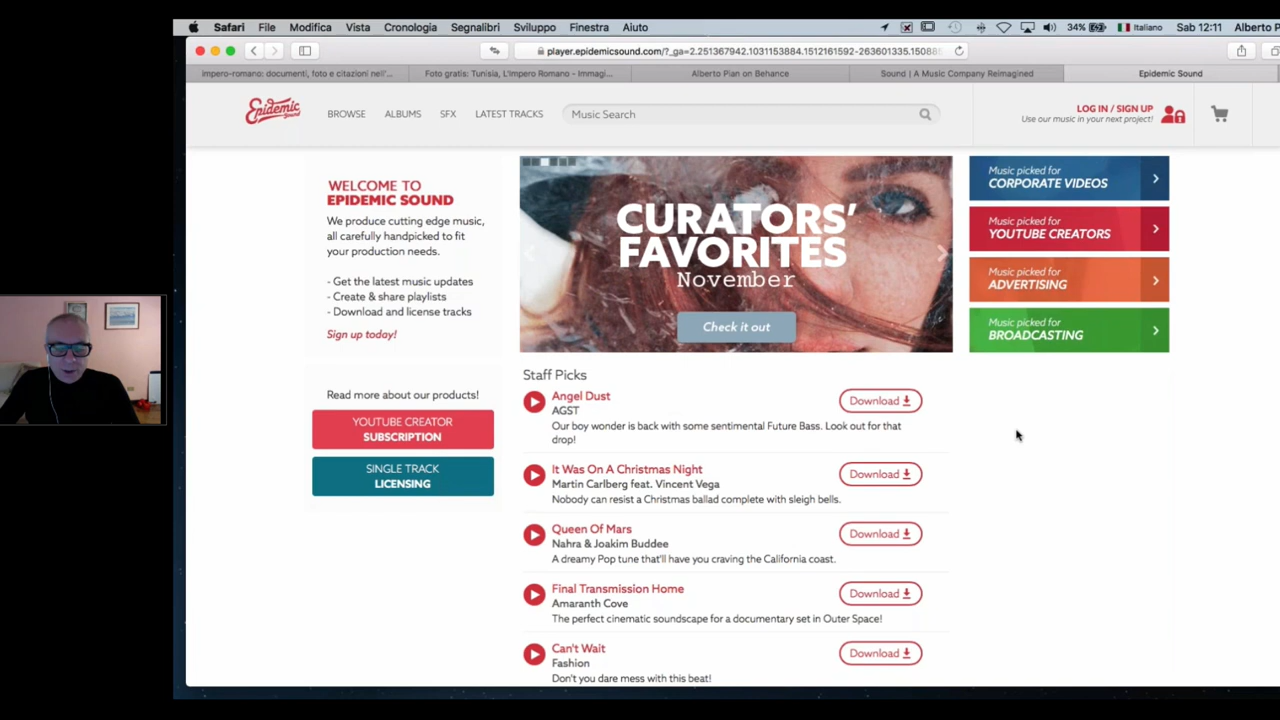 Safari File Modifica Vista Cronologia Segnalibri Sviluppo Finestra Aiuto 34% Italiano Sab 12:11 Alberto P
player.epidemicsound.com/?_ga=2.251367942.1031153884.1512161592-263601335.15088
impero-romano: documenti, foto e citazioni nell'...
Foto gratis: Tunisia, L'Impero Romano - Immagi...
Alberto Pian on Behance
Sound | A Music Company Reimagined
Epidemic Sound
Epidemic
Sound
BROWSE ALBUMS SFX LATEST TRACKS
Music Search
LOG IN / SIGN UP
Use our music in your next project!
WELCOME TO
EPIDEMIC SOUND
We produce cutting edge music,
all carefully handpicked to fit
your production needs.
- Get the latest music updates
- Create & share playlists
- Download and license tracks
Sign up today!
Read more about our products!
YOUTUBE CREATOR
SUBSCRIPTION
SINGLE TRACK
LICENSING
CURATORS'
FAVORITES
November
Check it out
Music picked for
CORPORATE VIDEOS
Music picked for
YOUTUBE CREATORS
Music picked for
ADVERTISING
Music picked for
BROADCASTING
Staff Picks
Angel Dust
AGST
Our boy wonder is back with some sentimental Future Bass. Look out for that
drop!
Download
It Was On A Christmas Night
Martin Carlberg feat. Vincent Vega
Nobody can resist a Christmas ballad complete with sleigh bells.
Download
Queen Of Mars
Nahra & Joakim Buddee
A dreamy Pop tune that'll have you craving the California coast.
Download
Final Transmission Home
Amaranth Cove
The perfect cinematic soundscape for a documentary set in Outer Space!
Download
Can't Wait
Fashion
Don't you dare mess with this beat!
Download